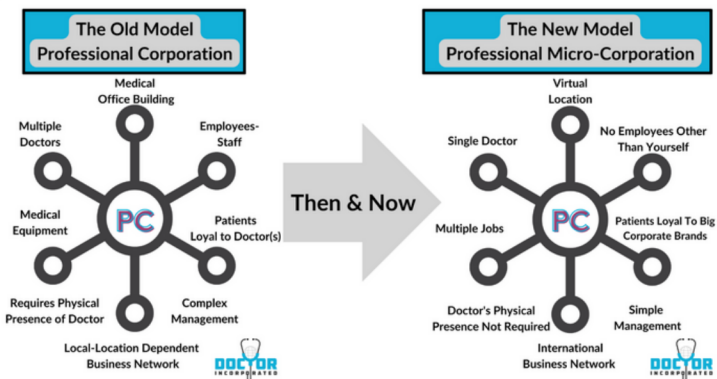 The Old Model
Professional Corporation
Medical
Office Building
Multiple
Doctors
Employees-
Staff
PC
Medical
Equipment
Patients
Loyal to Doctor(s)
Requires Physical
Presence of Doctor
Complex
Management
Local-Location Dependent
Business Network
DOCTOR
INCORPORATED
Then & Now
The New Model
Professional Micro-Corporation
Virtual
Location
Single Doctor
No Employees Other
Than Yourself
PC
Multiple Jobs
Patients Loyal To Big
Corporate Brands
Doctor's Physical
Presence Not Required
Simple
Management
International
Business Network
DOCTOR
INCORPORATED